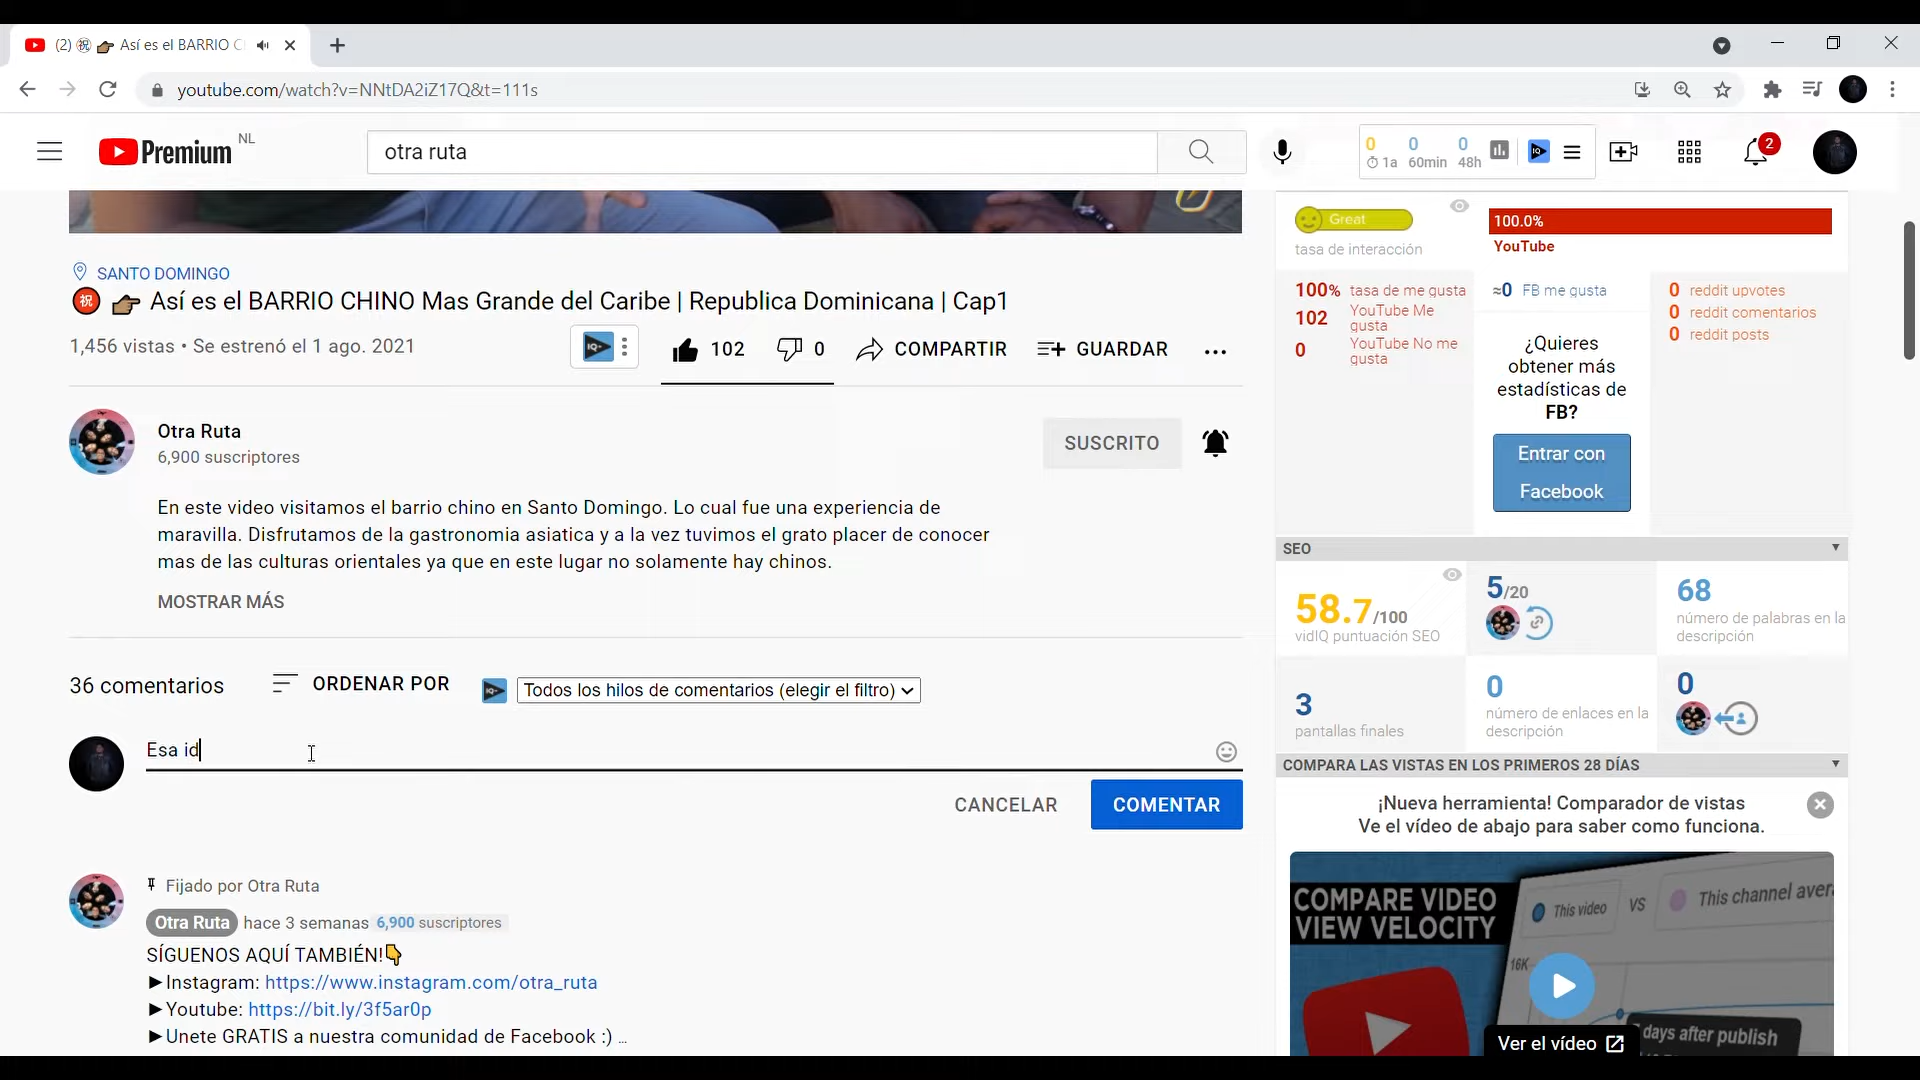 (2) ㊗ 👉🏾 Así es el BARRIO C
youtube.com/watch?v=NNtDA2iZ17Q&t=111s
Premium NL
otra ruta
0 0 0
1a 60min 48h
IQ
2
SANTO DOMINGO
㊗ 👉🏾 Así es el BARRIO CHINO Mas Grande del Caribe | Republica Dominicana | Cap1
1,456 vistas • Se estrenó el 1 ago. 2021
IQ+
102
0
COMPARTIR
GUARDAR
...
Otra Ruta
6,900 suscriptores
SUSCRITO
En este video visitamos el barrio chino en Santo Domingo. Lo cual fue una experiencia de
maravilla. Disfrutamos de la gastronomia asiatica y a la vez tuvimos el grato placer de conocer
mas de las culturas orientales ya que en este lugar no solamente hay chinos.
MOSTRAR MÁS
36 comentarios
ORDENAR POR
IQ+
Todos los hilos de comentarios (elegir el filtro)
Esa id
CANCELAR
COMENTAR
Fijado por Otra Ruta
Otra Ruta hace 3 semanas 6,900 suscriptores
SÍGUENOS AQUÍ TAMBIÉN!👇
►Instagram: https://www.instagram.com/otra_ruta
►Youtube: https://bit.ly/3f5ar0p
►Unete GRATIS a nuestra comunidad de Facebook :) ...
Great
tasa de interacción
100.0%
YouTube
100% tasa de me gusta
102 YouTube Me
gusta
0 YouTube No me
gusta
≈0 FB me gusta
¿Quieres
obtener más
estadísticas de
FB?
Entrar con
Facebook
0 reddit upvotes
0 reddit comentarios
0 reddit posts
SEO
58.7/100
vidIQ puntuación SEO
5/20
68
número de palabras en la
descripción
3
pantallas finales
0
número de enlaces en la
descripción
0
COMPARA LAS VISTAS EN LOS PRIMEROS 28 DÍAS
¡Nueva herramienta! Comparador de vistas
Ve el vídeo de abajo para saber como funciona.
COMPARE VIDEO
VIEW VELOCITY
This video
VS
This channel aver
16K
days after publish
Ver el vídeo